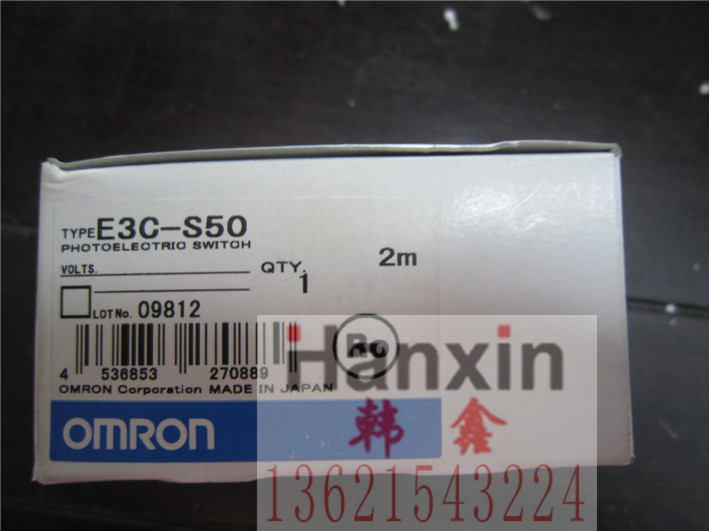 TYPE E3C-S50
PHOTOELECTRIC SWITCH
VOLTS. QTY. 1 2m
LOT No. 09812
4 536853 270889
OMRON Corporation MADE IN JAPAN
OMRON
Hanxin
韩鑫
13621543224